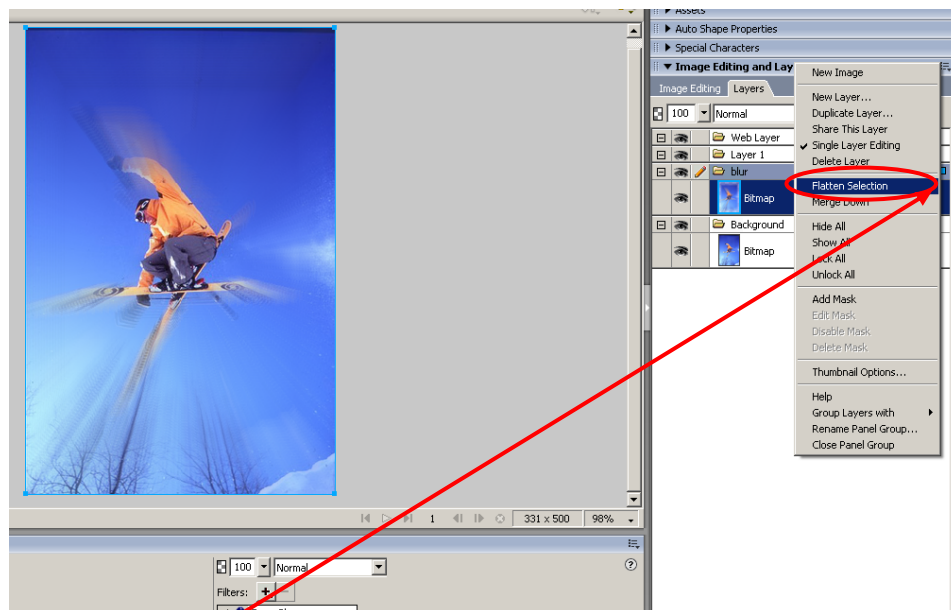 Assets
Auto Shape Properties
Special Characters
Image Editing and Lay
Image Editing Layers
100 Normal
Web Layer
Layer 1
blur
Bitmap
Background
Bitmap
New Image
New Layer...
Duplicate Layer...
Share This Layer
Single Layer Editing
Delete Layer
Flatten Selection
Merge Down
Hide All
Show All
Lock All
Unlock All
Add Mask
Edit Mask
Disable Mask
Delete Mask
Thumbnail Options...
Help
Group Layers with
Rename Panel Group...
Close Panel Group
1 331 x 500 98%
100 Normal
Filters: